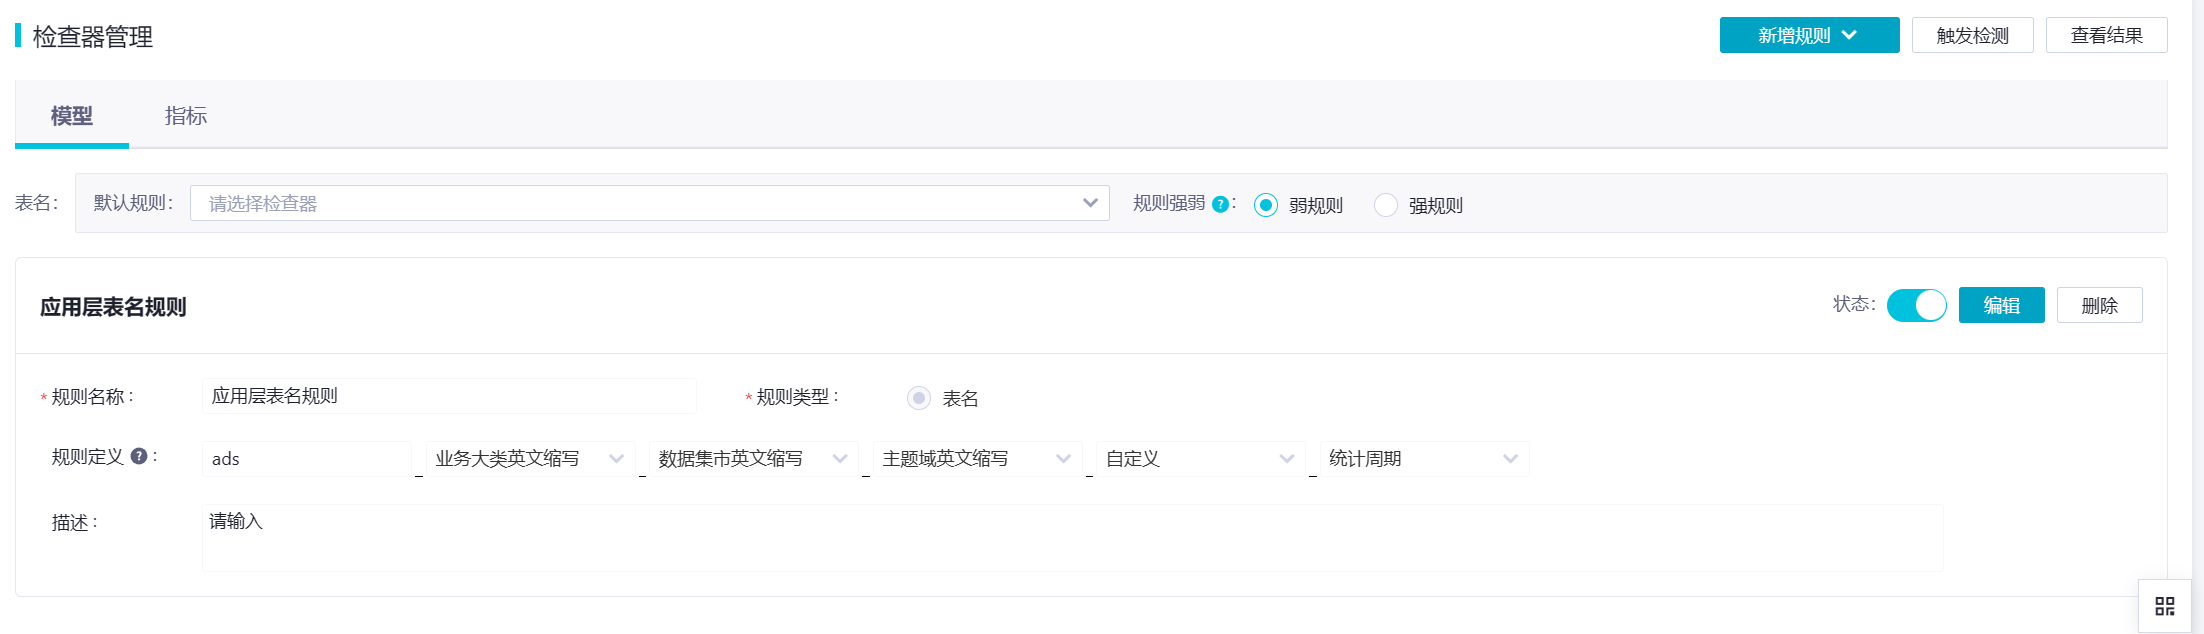 检查器管理
新增规则 触发检测 查看结果
模型 指标
表名： 默认规则： 请选择检查器 规则强弱 ?： 弱规则 强规则
应用层表名规则 状态： 编辑 删除
* 规则名称： 应用层表名规则 * 规则类型： 表名
规则定义 ?： ads _ 业务大类英文缩写 _ 数据集市英文缩写 _ 主题域英文缩写 _ 自定义 _ 统计周期
描述： 请输入